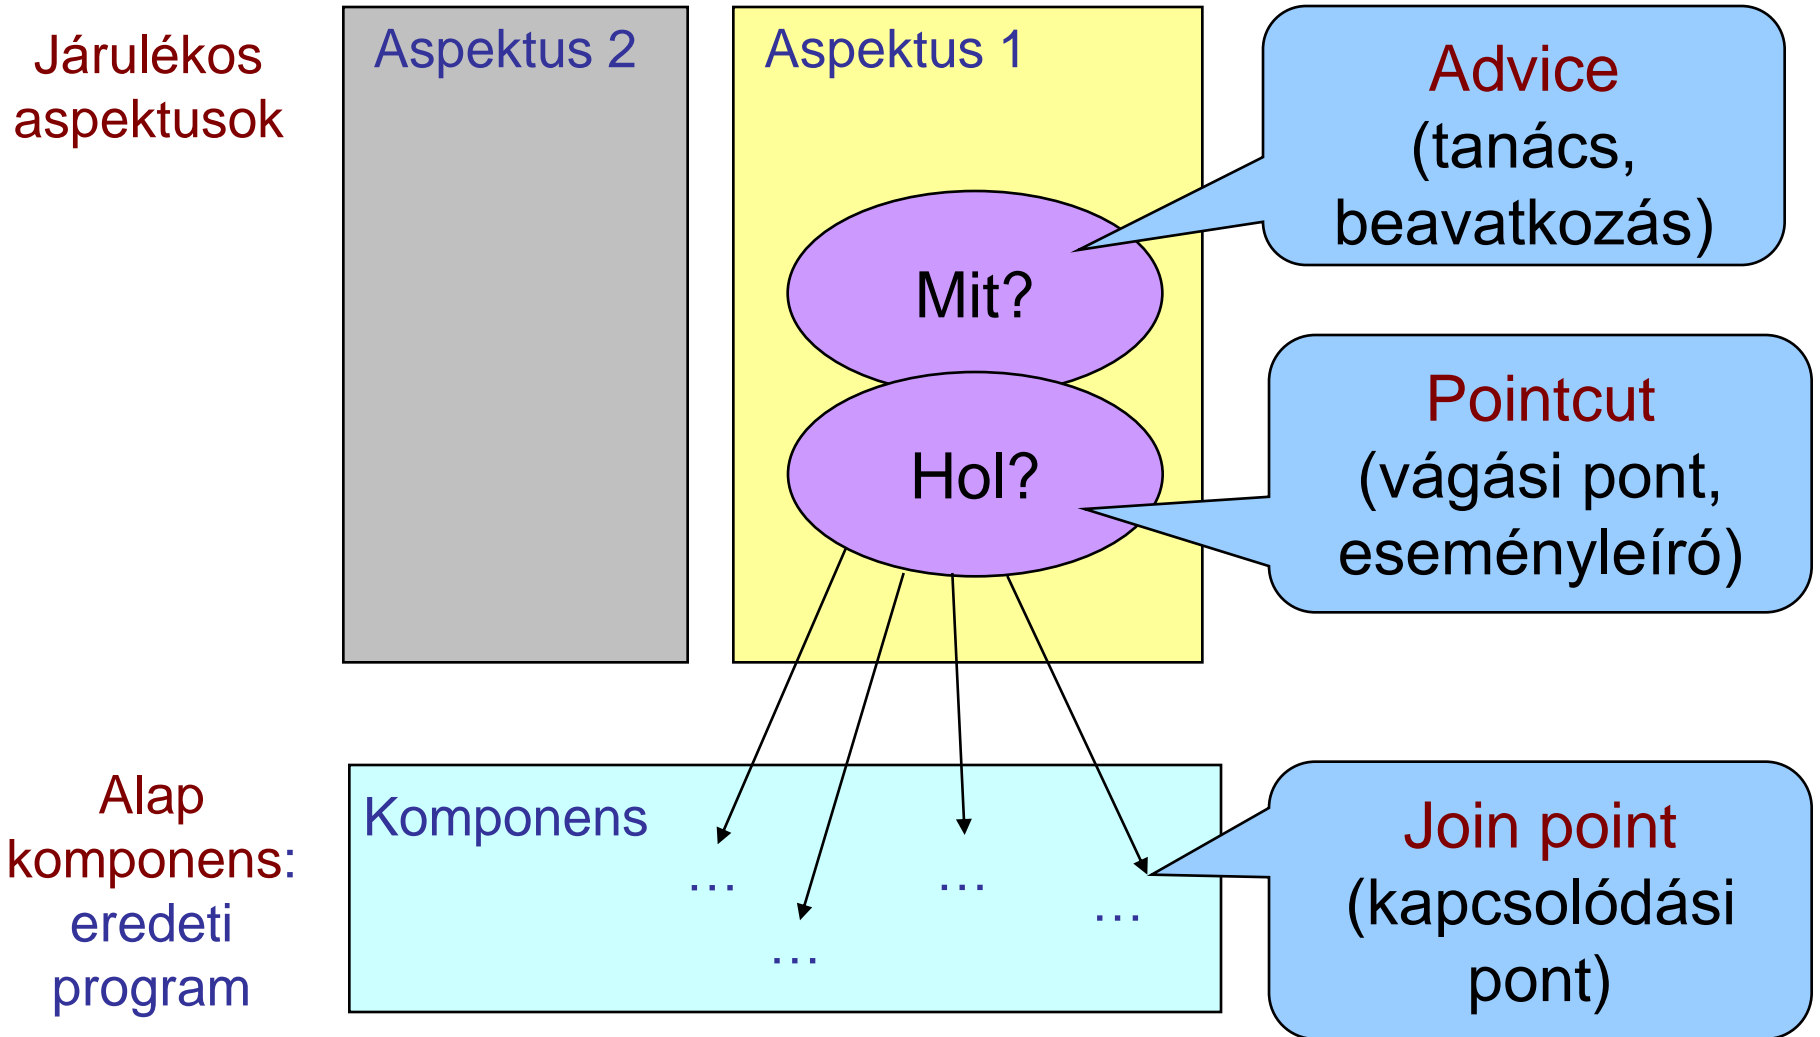 Járulékos
aspektusok
Aspektus 2
Aspektus 1
Mit?
Hol?
Advice
(tanács,
beavatkozás)
Pointcut
(vágási pont,
eseményleíró)
Alap
komponens:
eredeti
program
Komponens
…
…
…
…
Join point
(kapcsolódási
pont)